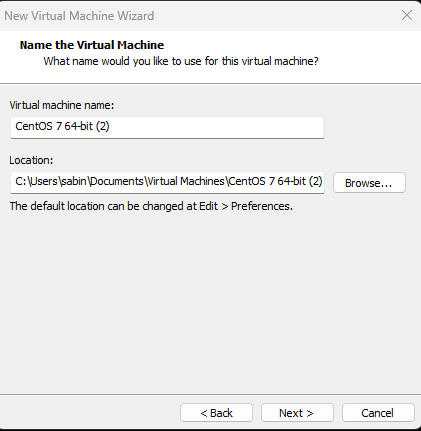 New Virtual Machine Wizard
Name the Virtual Machine
What name would you like to use for this virtual machine?
Virtual machine name:
CentOS 7 64-bit (2)
Location:
C:\Users\sabin\Documents\Virtual Machines\CentOS 7 64-bit (2)
Browse...
The default location can be changed at Edit > Preferences.
< Back
Next >
Cancel